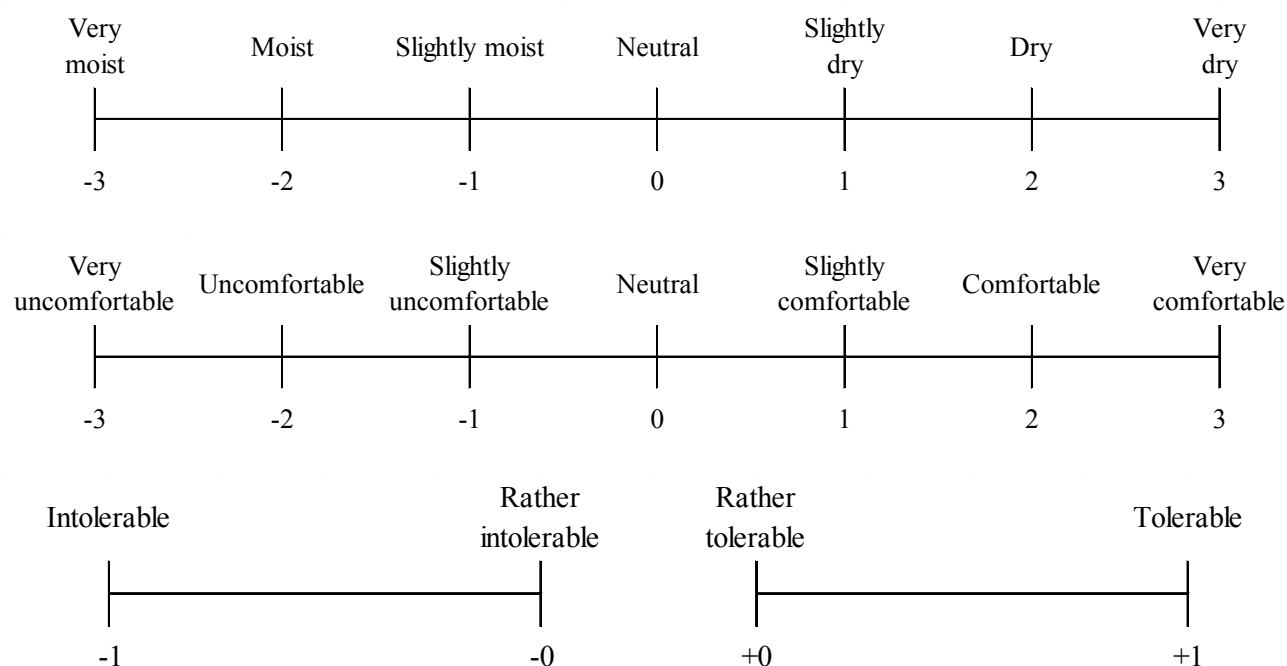 Very moist Moist Slightly moist Neutral Slightly dry Dry Very dry
-3 -2 -1 0 1 2 3
Very uncomfortable Uncomfortable Slightly uncomfortable Neutral Slightly comfortable Comfortable Very comfortable
-3 -2 -1 0 1 2 3
Intolerable Rather intolerable Rather tolerable Tolerable
-1 -0 +0 +1